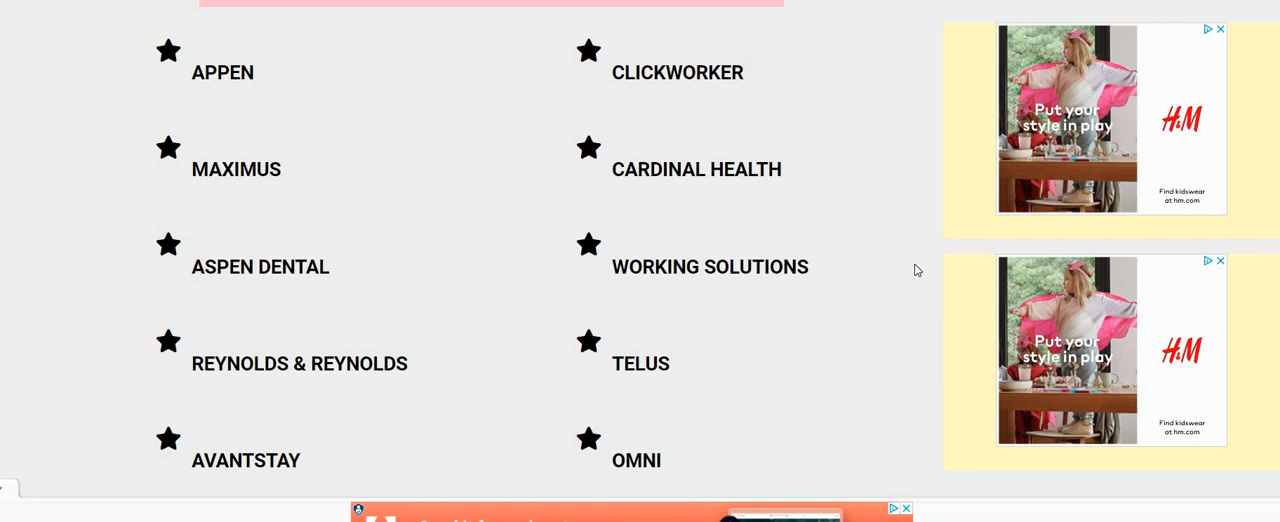 APPEN
CLICKWORKER
MAXIMUS
CARDINAL HEALTH
ASPEN DENTAL
WORKING SOLUTIONS
REYNOLDS & REYNOLDS
TELUS
AVANTSTAY
OMNI
Put your
style in play
H&M
Find kidswear
at hm.com
Put your
style in play
H&M
Find kidswear
at hm.com